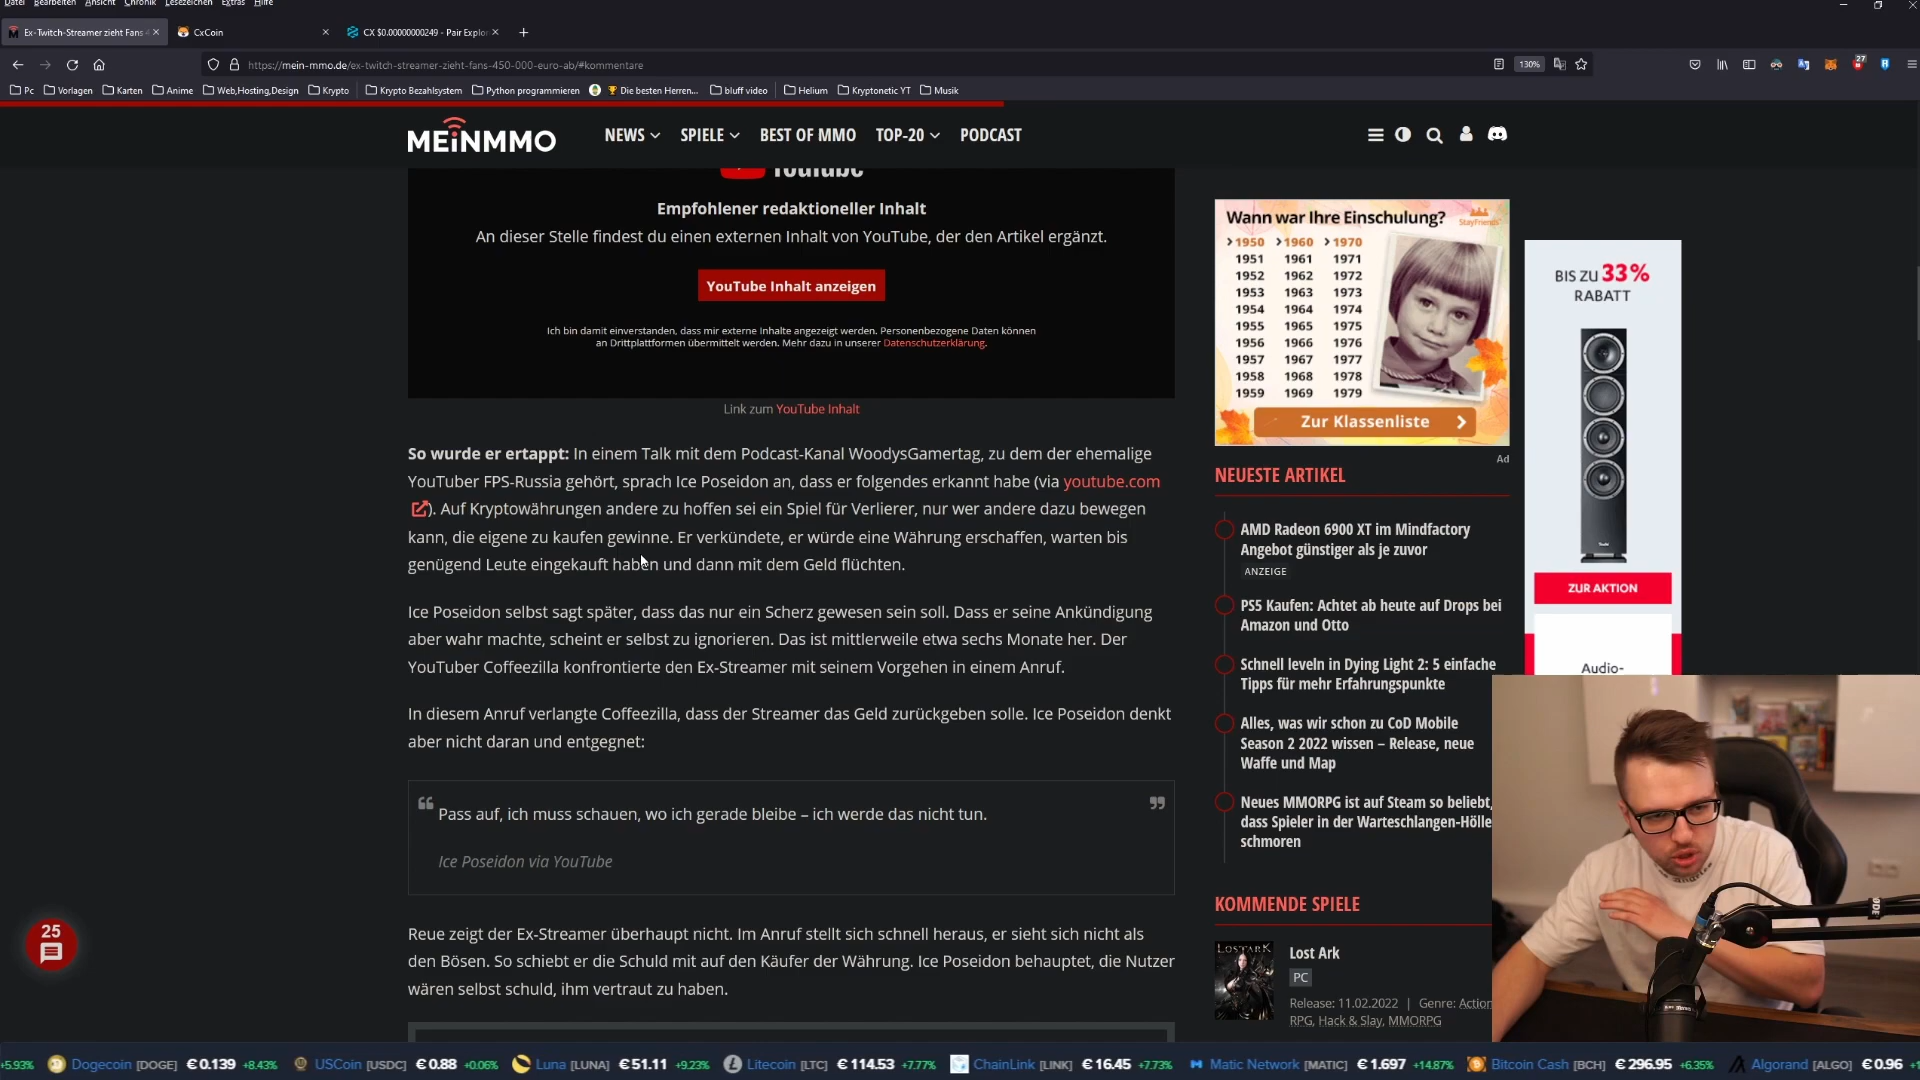 Datei Bearbeiten Ansicht Chronik Lesezeichen Extras Hilfe
Ex-Twitch-Streamer zieht Fans 4
CxCoin
CX $0.00000000249 - Pair Explor
https://mein-mmo.de/ex-twitch-streamer-zieht-fans-450-000-euro-ab/#kommentare
130%
27
Pc Vorlagen Karten Anime Web,Hosting,Design Krypto Krypto Bezahlsystem Python programmieren Die besten Herren... bluff video Helium Kryptonetic YT Musik
MEiNMMO
NEWS SPIELE BEST OF MMO TOP-20 PODCAST
YouTube
Empfohlener redaktioneller Inhalt
An dieser Stelle findest du einen externen Inhalt von YouTube, der den Artikel ergänzt.
YouTube Inhalt anzeigen
Ich bin damit einverstanden, dass mir externe Inhalte angezeigt werden. Personenbezogene Daten können
an Drittplattformen übermittelt werden. Mehr dazu in unserer Datenschutzerklärung.
Link zum YouTube Inhalt
So wurde er ertappt: In einem Talk mit dem Podcast-Kanal WoodysGamertag, zu dem der ehemalige
YouTuber FPS-Russia gehört, sprach Ice Poseidon an, dass er folgendes erkannt habe (via youtube.com
). Auf Kryptowährungen andere zu hoffen sei ein Spiel für Verlierer, nur wer andere dazu bewegen
kann, die eigene zu kaufen gewinne. Er verkündete, er würde eine Währung erschaffen, warten bis
genügend Leute eingekauft haben und dann mit dem Geld flüchten.
Ice Poseidon selbst sagt später, dass das nur ein Scherz gewesen sein soll. Dass er seine Ankündigung
aber wahr machte, scheint er selbst zu ignorieren. Das ist mittlerweile etwa sechs Monate her. Der
YouTuber Coffeezilla konfrontierte den Ex-Streamer mit seinem Vorgehen in einem Anruf.
In diesem Anruf verlangte Coffeezilla, dass der Streamer das Geld zurückgeben solle. Ice Poseidon denkt
aber nicht daran und entgegnet:
Pass auf, ich muss schauen, wo ich gerade bleibe – ich werde das nicht tun.
Ice Poseidon via YouTube
Reue zeigt der Ex-Streamer überhaupt nicht. Im Anruf stellt sich schnell heraus, er sieht sich nicht als
den Bösen. So schiebt er die Schuld mit auf den Käufer der Währung. Ice Poseidon behauptet, die Nutzer
wären selbst schuld, ihm vertraut zu haben.
25
Wann war Ihre Einschulung?
StayFriends
1950 1960 1970
1951 1961 1971
1952 1962 1972
1953 1963 1973
1954 1964 1974
1955 1965 1975
1956 1966 1976
1957 1967 1977
1958 1968 1978
1959 1969 1979
Zur Klassenliste
Ad
NEUESTE ARTIKEL
AMD Radeon 6900 XT im Mindfactory
Angebot günstiger als je zuvor
ANZEIGE
PS5 Kaufen: Achtet ab heute auf Drops bei
Amazon und Otto
Schnell leveln in Dying Light 2: 5 einfache
Tipps für mehr Erfahrungspunkte
Alles, was wir schon zu CoD Mobile
Season 2 2022 wissen – Release, neue
Waffe und Map
Neues MMORPG ist auf Steam so beliebt,
dass Spieler in der Warteschlangen-Hölle
schmoren
KOMMENDE SPIELE
LOST ARK
Lost Ark
PC
Release: 11.02.2022 | Genre: Action
RPG, Hack & Slay, MMORPG
BIS ZU 33%
RABATT
ZUR AKTION
Audio-
+5.93% Dogecoin [DOGE] € 0.139 +8.43% USCoin [USDC] € 0.88 +0.06% Luna [LUNA] € 51.11 +9.23% Litecoin [LTC] € 114.53 +7.77% ChainLink [LINK] € 16.45 +7.73% Matic Network [MATIC] € 1.697 +14.87% Bitcoin Cash [BCH] € 296.95 +6.35% Algorand [ALGO] € 0.96